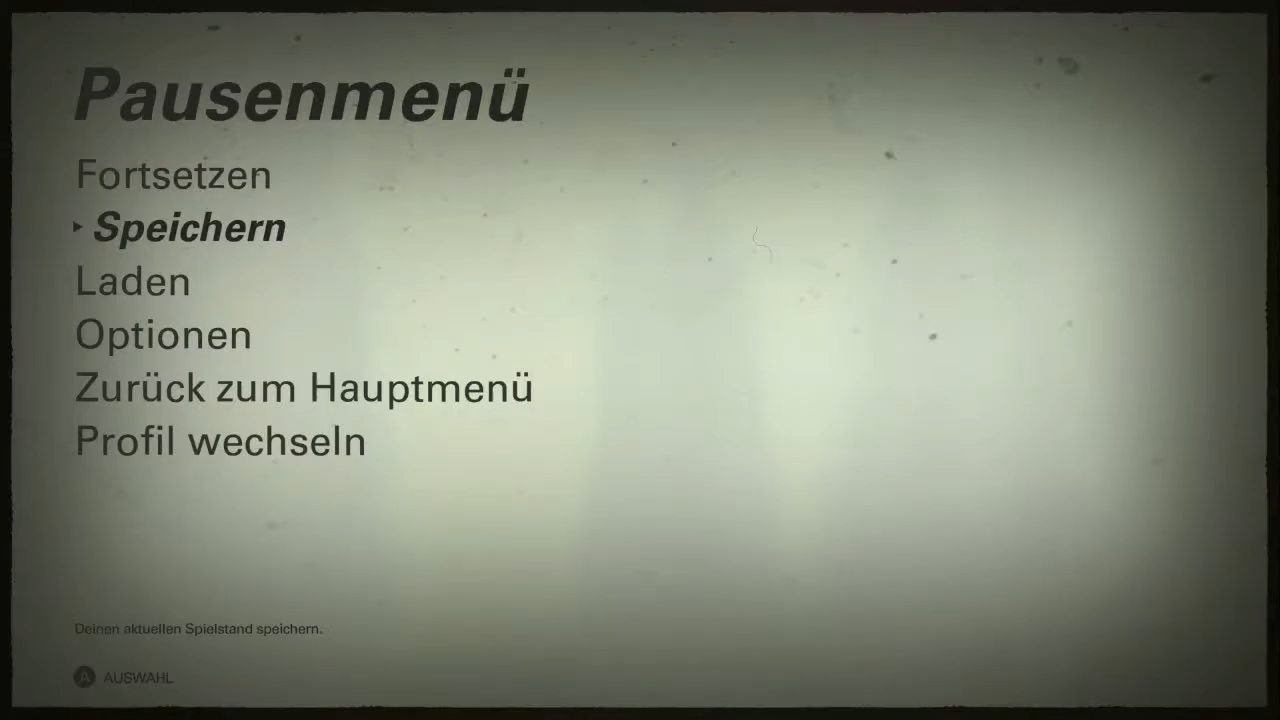 Pausenmenü
Fortsetzen
Speichern
Laden
Optionen
Zurück zum Hauptmenü
Profil wechseln
Deinen aktuellen Spielstand speichern.
A AUSWAHL